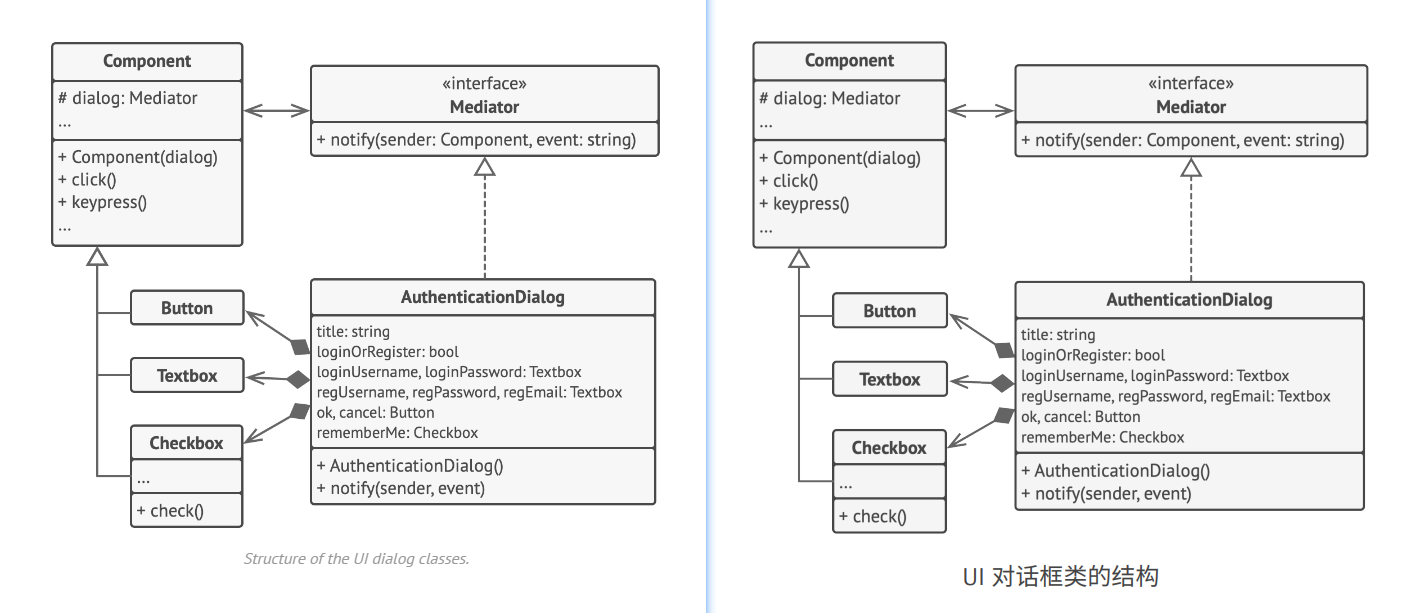 Component
# dialog: Mediator
...
+ Component(dialog)
+ click()
+ keypress()
...
«interface»
Mediator
+ notify(sender: Component, event: string)
Button
Textbox
Checkbox
...
+ check()
AuthenticationDialog
title: string
loginOrRegister: bool
loginUsername, loginPassword: Textbox
regUsername, regPassword, regEmail: Textbox
ok, cancel: Button
rememberMe: Checkbox
+ AuthenticationDialog()
+ notify(sender, event)
Structure of the UI dialog classes.
Component
# dialog: Mediator
...
+ Component(dialog)
+ click()
+ keypress()
...
«interface»
Mediator
+ notify(sender: Component, event: string)
Button
Textbox
Checkbox
...
+ check()
AuthenticationDialog
title: string
loginOrRegister: bool
loginUsername, loginPassword: Textbox
regUsername, regPassword, regEmail: Textbox
ok, cancel: Button
rememberMe: Checkbox
+ AuthenticationDialog()
+ notify(sender, event)
UI 对话框类的结构